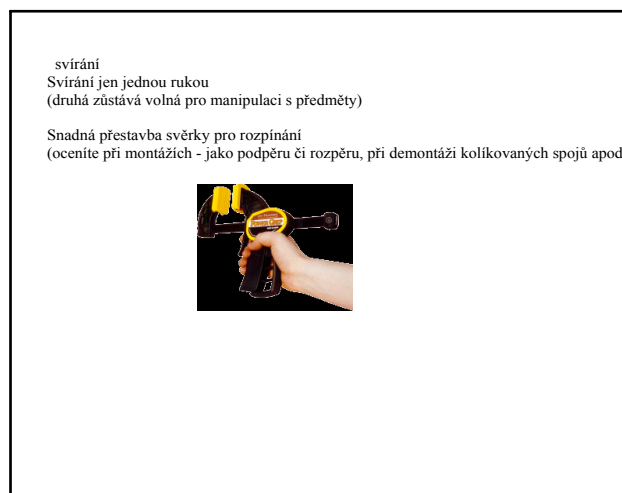 svírání
Svírání jen jednou rukou
(druhá zůstává volná pro manipulaci s předměty)
Snadná přestavba svěrky pro rozpínání
(oceníte při montážích - jako podpěru či rozpěru, při demontáži kolíkovaných spojů apod